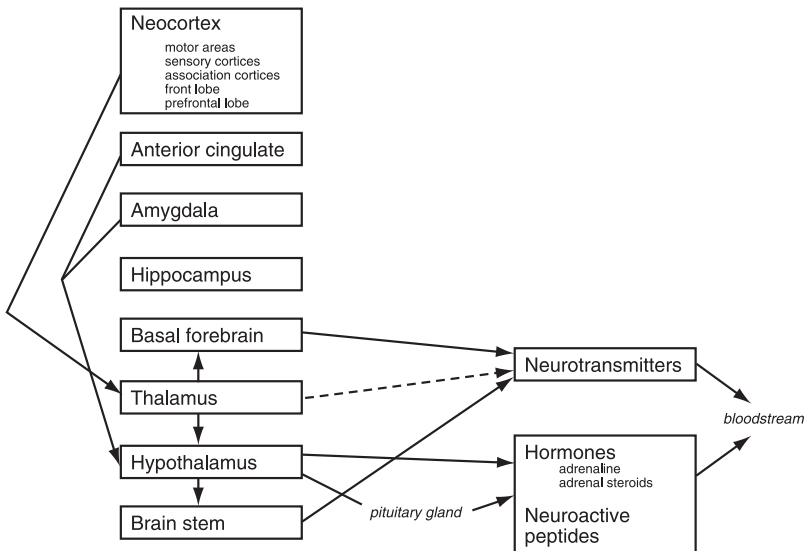 Neocortex
motor areas
sensory cortices
association cortices
front lobe
prefrontal lobe
Anterior cingulate
Amygdala
Hippocampus
Basal forebrain
Thalamus
Hypothalamus
Brain stem
pituitary gland
Neurotransmitters
Hormones
adrenaline
adrenal steroids
Neuroactive
peptides
bloodstream